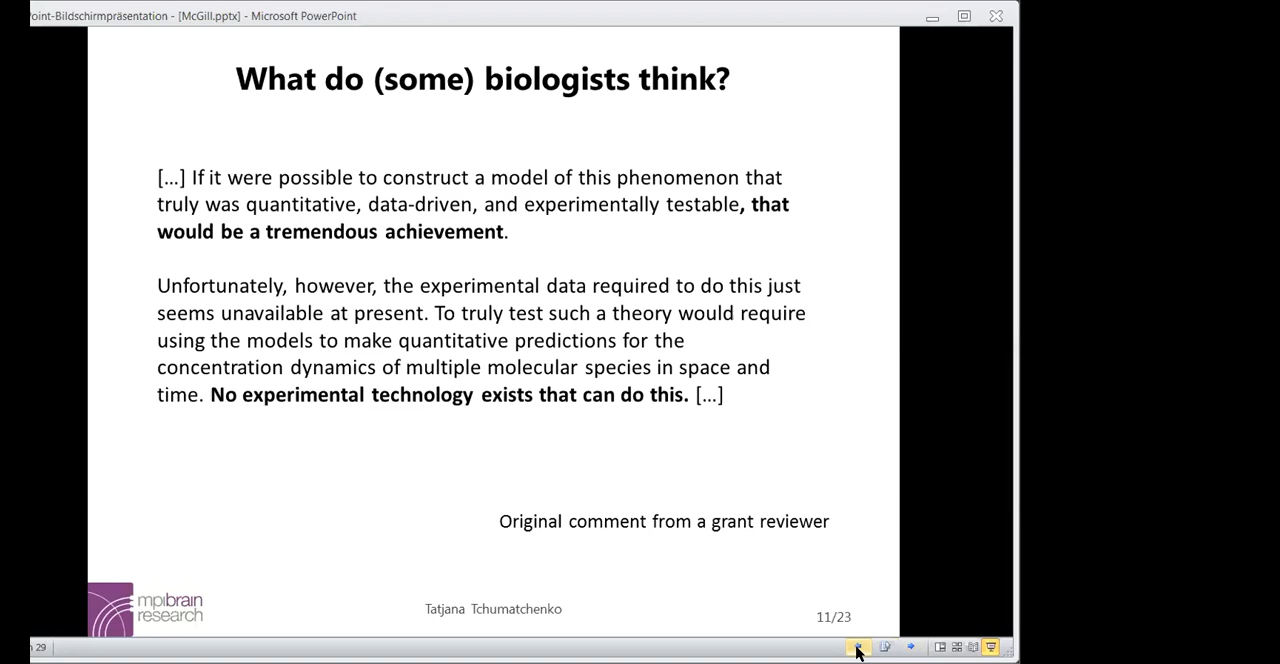 oint-Bildschirmpräsentation - [McGill.pptx] - Microsoft PowerPoint
What do (some) biologists think?
[...] If it were possible to construct a model of this phenomenon that
truly was quantitative, data-driven, and experimentally testable, that
would be a tremendous achievement.
Unfortunately, however, the experimental data required to do this just
seems unavailable at present. To truly test such a theory would require
using the models to make quantitative predictions for the
concentration dynamics of multiple molecular species in space and
time. No experimental technology exists that can do this. [...]
Original comment from a grant reviewer
mpibrain
research
Tatjana Tchumatchenko
11/23
29